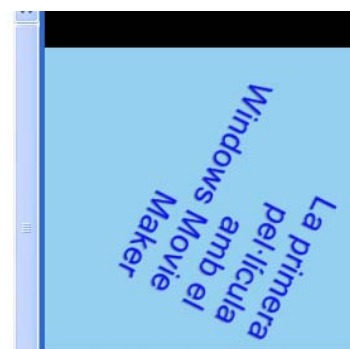 La primera
pel·lícula
amb el
Windows Movie
Maker